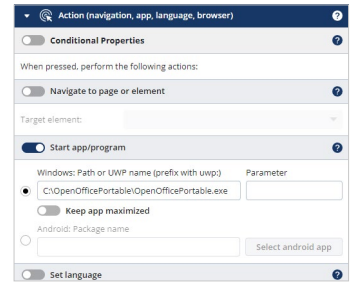 Action (navigation, app, language, browser) ?
Conditional Properties ?
When pressed, perform the following actions:
Navigate to page or element ?
Target element:
Start app/program ?
Windows: Path or UWP name (prefix with uwp:) Parameter
C:\OpenOfficePortable\OpenOfficePortable.exe
Keep app maximized
Android: Package name
Select android app
Set language ?